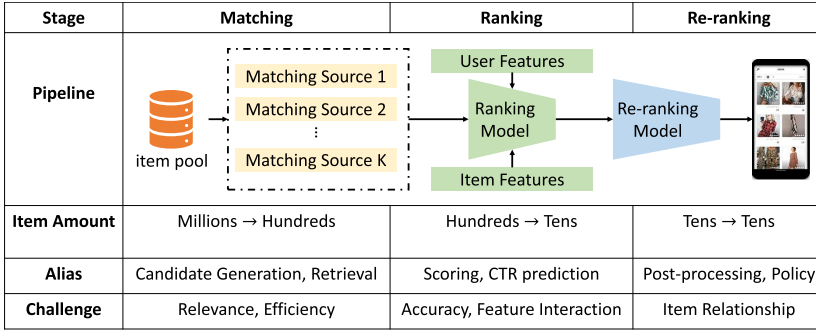 Stage Matching Ranking Re-ranking
Pipeline
item pool
Matching Source 1
Matching Source 2
⋮
Matching Source K
User Features
Ranking
Model
Item Features
Re-ranking
Model
Item Amount Millions → Hundreds Hundreds → Tens Tens → Tens
Alias Candidate Generation, Retrieval Scoring, CTR prediction Post-processing, Policy
Challenge Relevance, Efficiency Accuracy, Feature Interaction Item Relationship